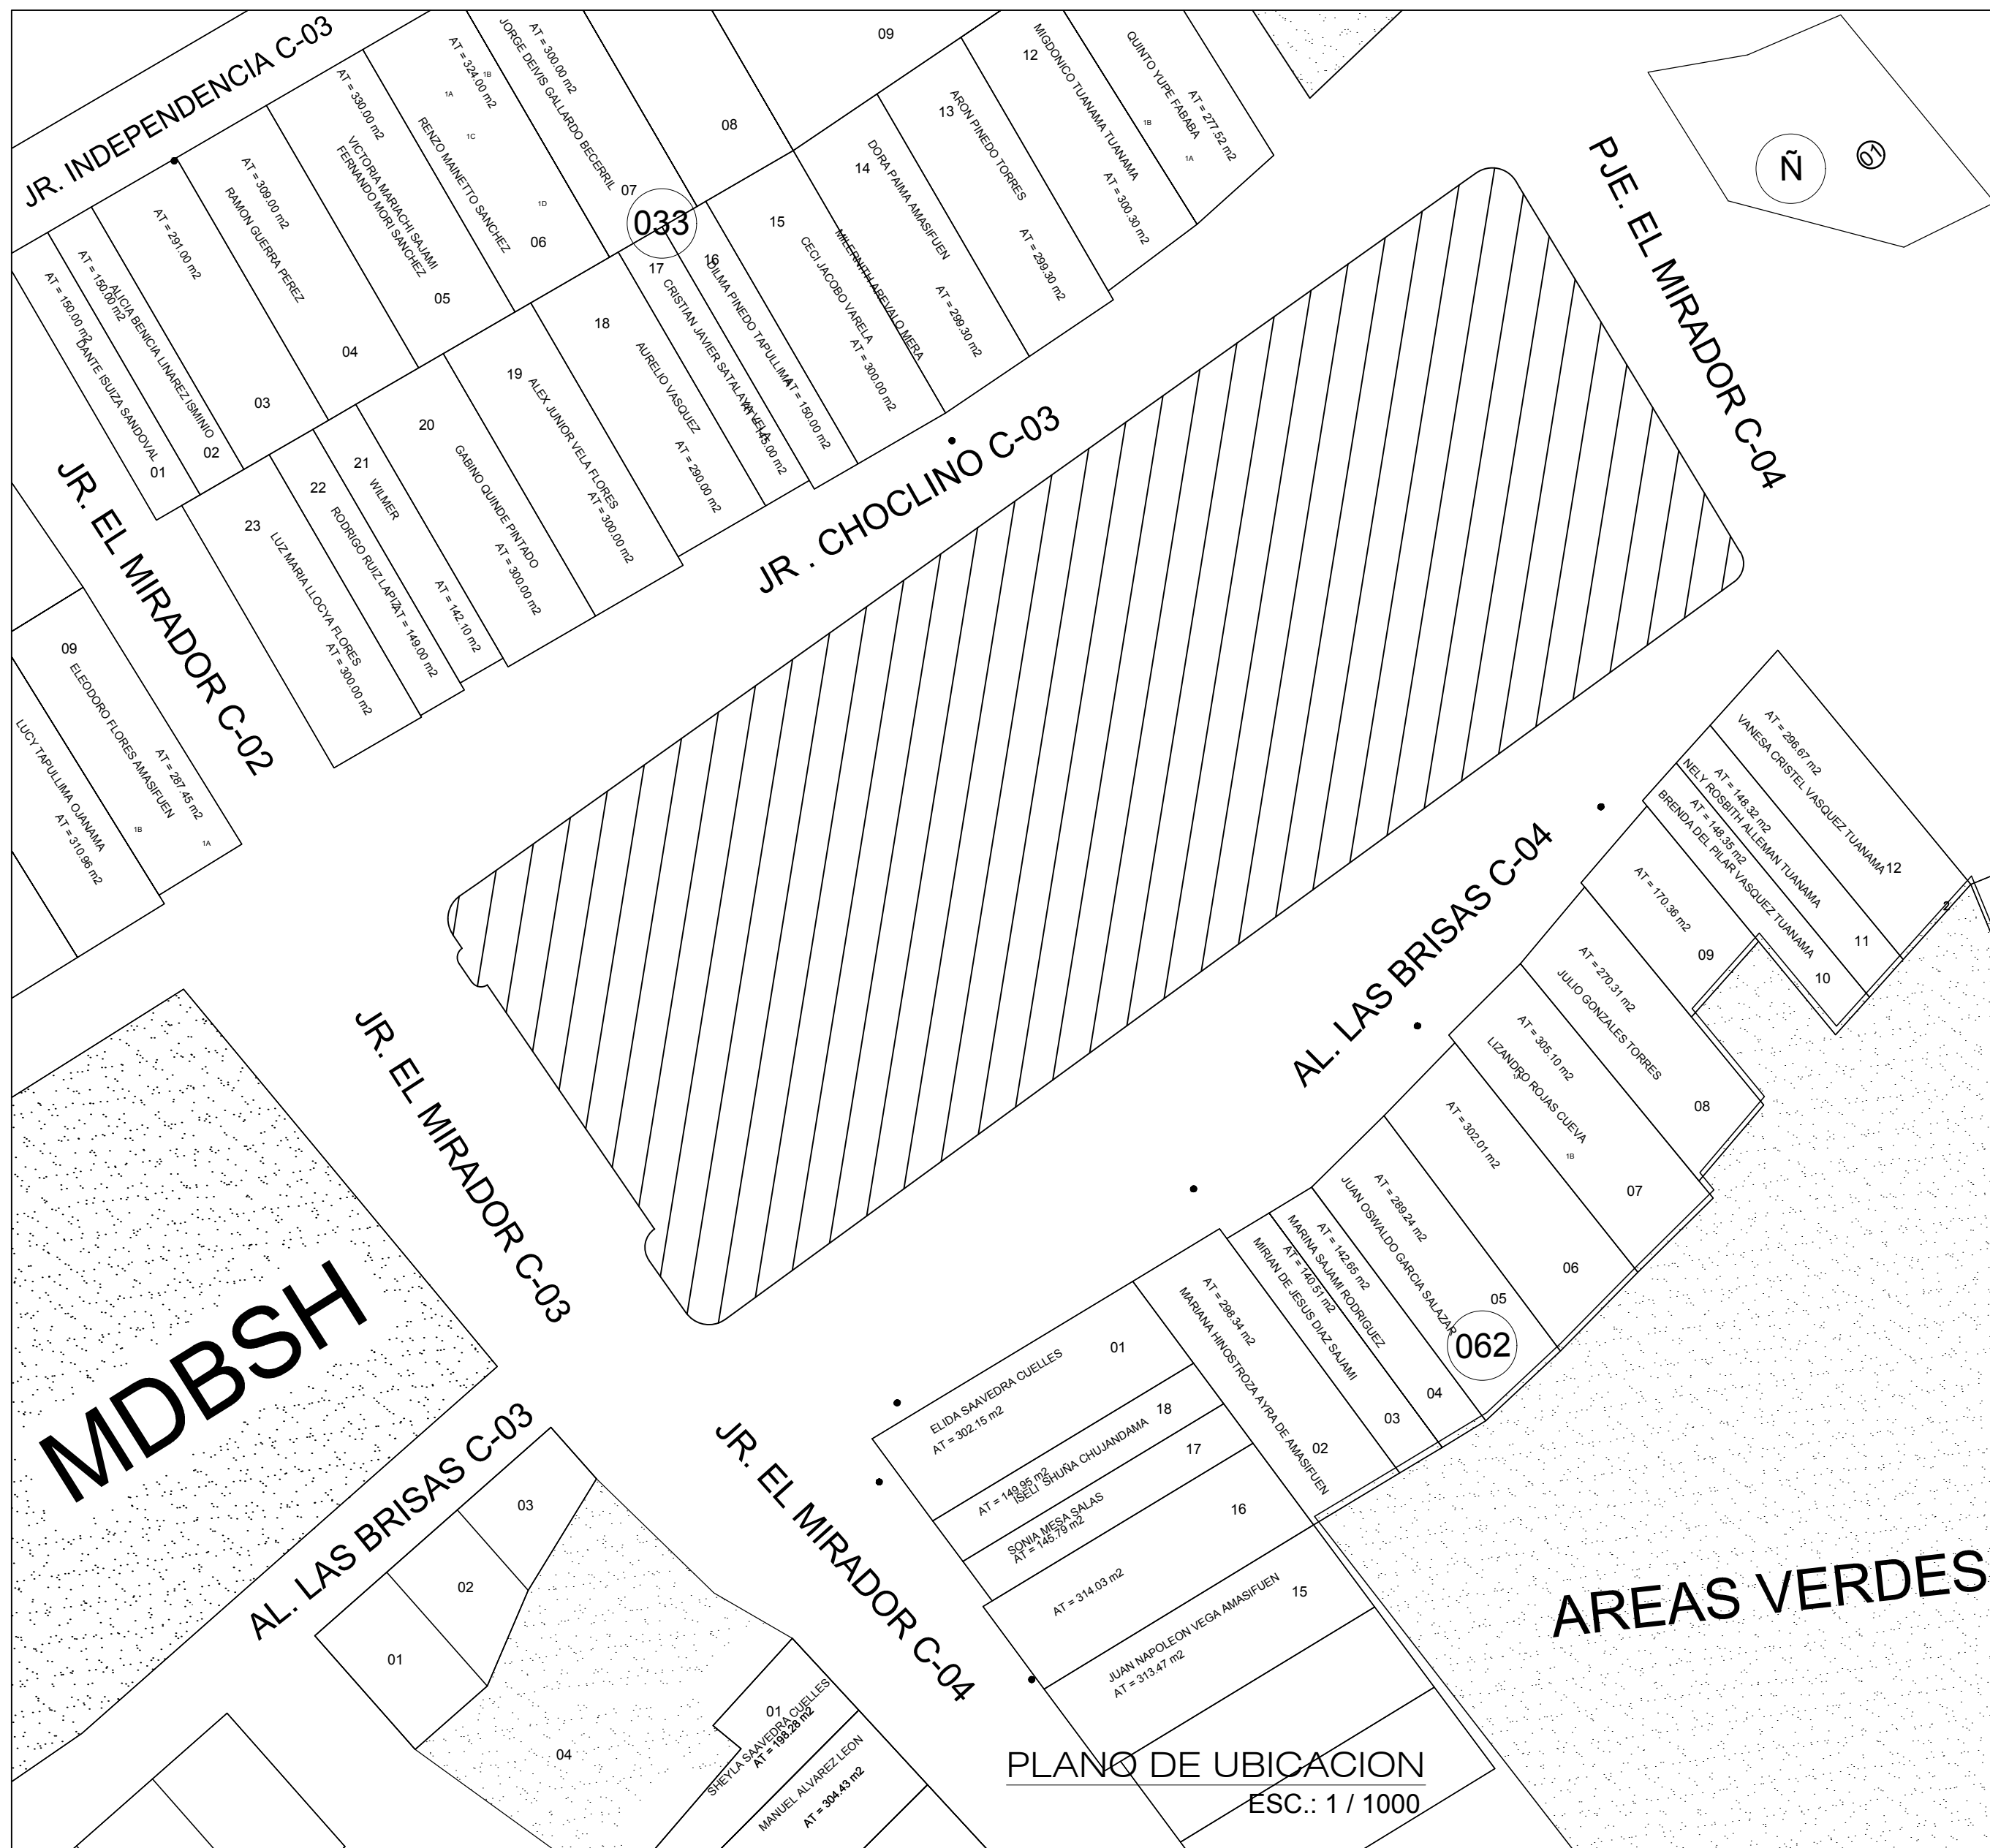 JR. INDEPENDENCIA C-03
AT = 150.00 m2
DANTE ISUIZA SANDOVAL
01
AT = 150.00 m2
ALICIA BENICIA LINAREZ ISMINIO
02
AT = 291.00 m2
03
AT = 309.00 m2
RAMON GUERRA PEREZ
04
AT = 330.00 m2
VICTORIA MARIACHI SAJAMI
FERNANDO MORI SANCHEZ
05
AT = 324.00 m2
1B
1A
1C
1D
RENZO MAINETTO SANCHEZ
06
AT = 300.00 m2
JORGE DEIVIS GALLARDO BECERRIL
07
08
09
033
12
MIGDONICO TUANAMA TUANAMA
AT = 300.30 m2
QUINTO YUPE FABABA
AT = 277.52 m2
1B
1A
13
ARON PINEDO TORRES
AT = 299.30 m2
14
DORA PAIMA AMASIFUEN
AT = 299.30 m2
15
MILERNITH AREVALO MERA
CECI JACOBO VARELA
AT = 300.00 m2
16
DILMA PINEDO TAPULLIMA
AT = 150.00 m2
17
CRISTIAN JAVIER SATALAYA VELA
AT = 145.00 m2
18
AURELIO VASQUEZ
AT = 290.00 m2
19
ALEX JUNIOR VELA FLORES
AT = 300.00 m2
20
GABINO QUINDE PINTADO
AT = 300.00 m2
21
WILMER
AT = 142.10 m2
22
RODRIGO RUIZ LAPIZ
AT = 149.00 m2
23
LUZ MARIA LLOCYA FLORES
AT = 300.00 m2
JR. EL MIRADOR C-02
JR . CHOCLINO C-03
PJE. EL MIRADOR C-04
Ñ
01
09
ELEODORO FLORES AMASIFUEN
AT = 287.45 m2
1B
1A
LUCY TAPULLIMA OJANAMA
AT = 310.96 m2
JR. EL MIRADOR C-03
AL. LAS BRISAS C-04
AT = 296.67 m2
VANESA CRISTEL VASQUEZ TUANAMA
12
AT = 148.32 m2
NELY ROSBITH ALLEMAN TUANAMA
11
AT = 148.35 m2
BRENDA DEL PILAR VASQUEZ TUANAMA
10
2
AT = 170.36 m2
09
AT = 270.31 m2
JULIO GONZALES TORRES
08
AT = 305.10 m2
LIZANDRO ROJAS CUEVA
1B
07
AT = 302.01 m2
06
AT = 289.24 m2
JUAN OSWALDO GARCIA SALAZAR
05
062
AT = 142.65 m2
MARINA SAJAMI RODRIGUEZ
04
AT = 140.51 m2
MIRIAN DE JESUS DIAZ SAJAMI
03
AT = 298.34 m2
MARIANA HINOSTROZA AYRA DE AMASIFUEN
02
ELIDA SAAVEDRA CUELLES
AT = 302.15 m2
01
AT = 149.95 m2
ISELI SHUÑA CHUJANDAMA
18
SONIA MESA SALAS
AT = 145.79 m2
17
16
AT = 314.03 m2
JUAN NAPOLEON VEGA AMASIFUEN
AT = 313.47 m2
15
MDBSH
AL. LAS BRISAS C-03
JR. EL MIRADOR C-04
03
02
01
04
01
SHEYLA SAAVEDRA CUELLES
AT = 198.28 m2
MANUEL ALVAREZ LEON
AT = 304.43 m2
AREAS VERDES
PLANO DE UBICACION
ESC.: 1 / 1000